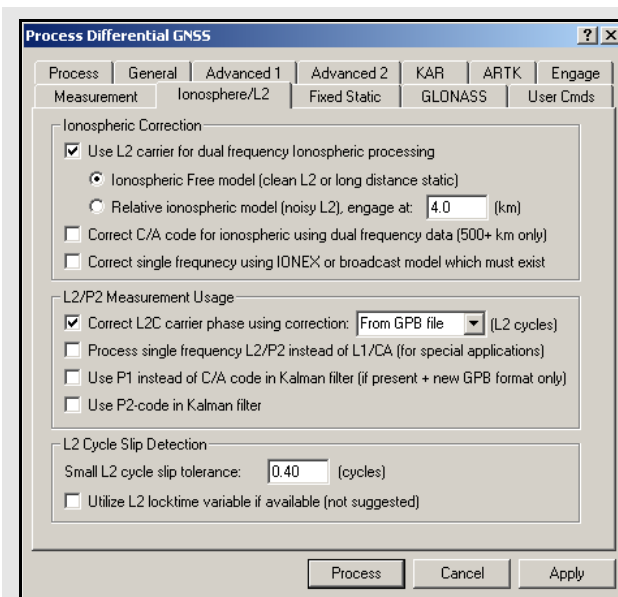 Process Differential GNSS
Process General Advanced 1 Advanced 2 KAR ARTK Engage
Measurement Ionosphere/L2 Fixed Static GLONASS User Cmds
Ionospheric Correction
Use L2 carrier for dual frequency Ionospheric processing
Ionospheric Free model (clean L2 or long distance static)
Relative ionospheric model (noisy L2), engage at: 4.0 (km)
Correct C/A code for ionospheric using dual frequency data (500+ km only)
Correct single frequnecy using IONEX or broadcast model which must exist
L2/P2 Measurement Usage
Correct L2C carrier phase using correction: From GPB file (L2 cycles)
Process single frequency L2/P2 instead of L1/CA (for special applications)
Use P1 instead of C/A code in Kalman filter (if present + new GPB format only)
Use P2-code in Kalman filter
L2 Cycle Slip Detection
Small L2 cycle slip tolerance: 0.40 (cycles)
Utilize L2 locktime variable if available (not suggested)
Process Cancel Apply